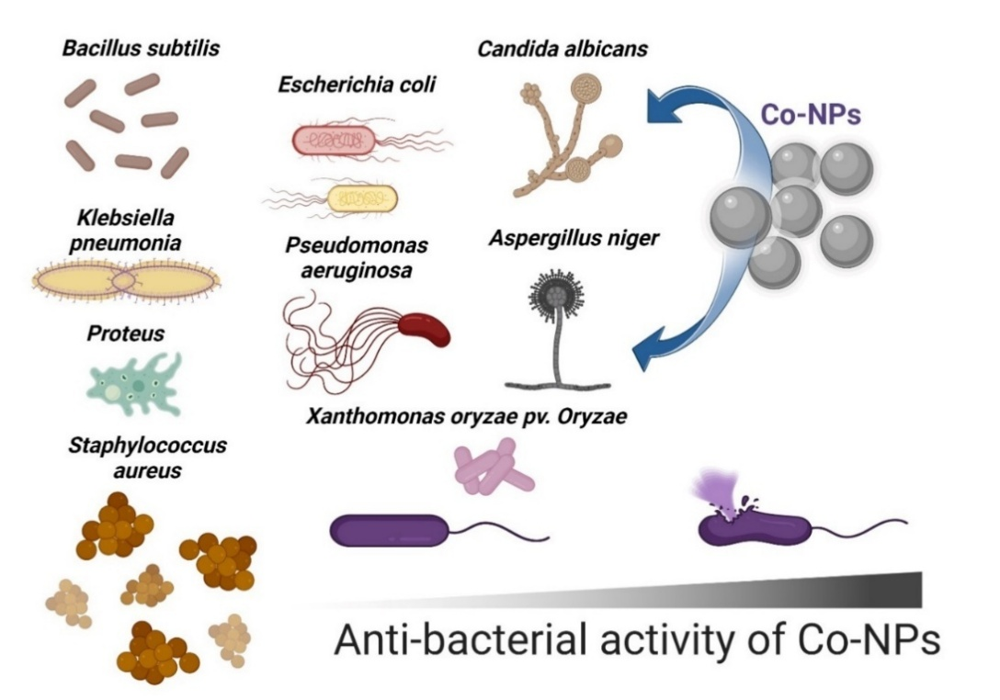 Bacillus subtilis
Escherichia coli
Candida albicans
Co-NPs
Klebsiella
pneumonia
Pseudomonas
aeruginosa
Aspergillus niger
Proteus
Xanthomonas oryzae pv. Oryzae
Staphylococcus
aureus
Anti-bacterial activity of Co-NPs